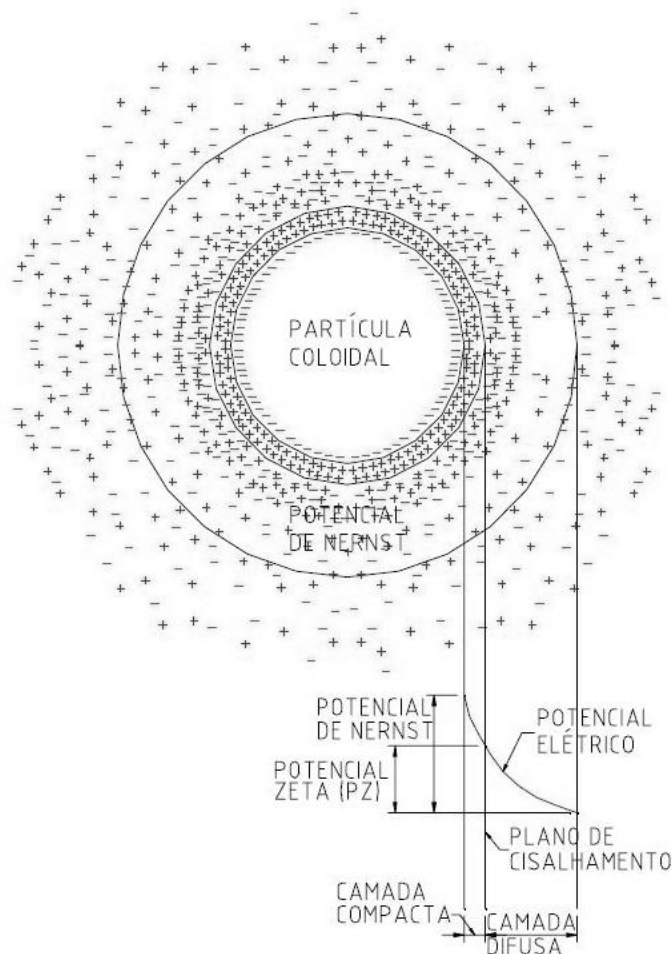 PARTÍCULA
COLOIDAL
POTENCIAL
DE NERNST
POTENCIAL
DE NERNST
POTENCIAL
ELÉTRICO
POTENCIAL
ZETA (PZ)
PLANO DE
CISALHAMENTO
CAMADA
COMPACTA
CAMADA
DIFUSA